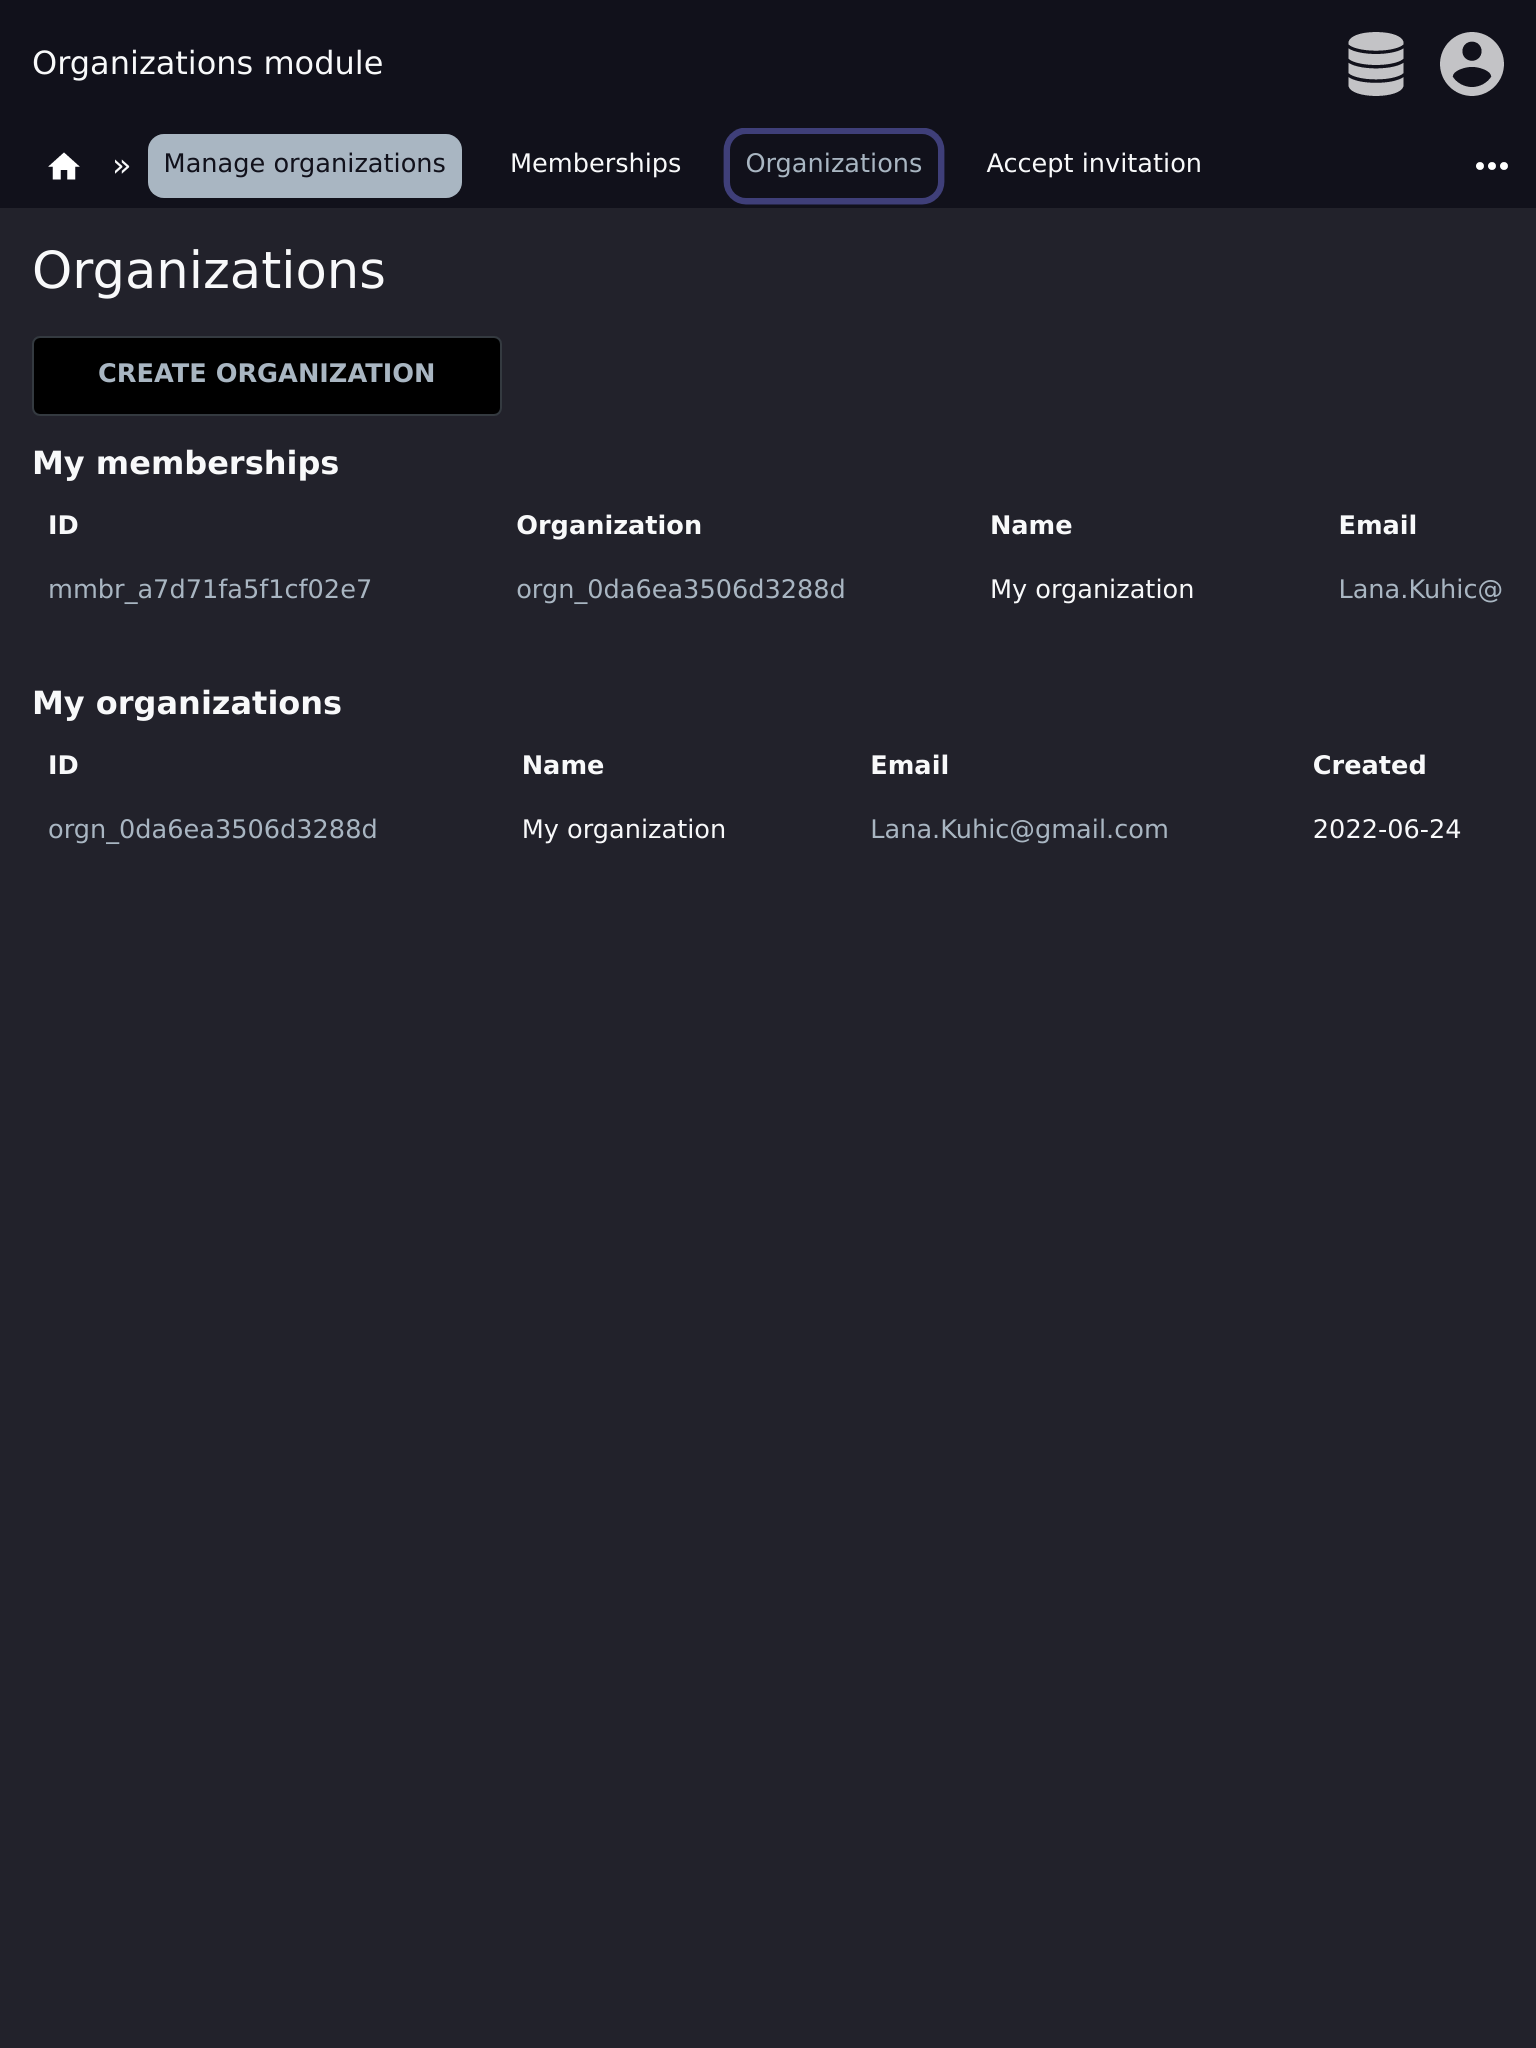 Organizations module
» Manage organizations Memberships Organizations Accept invitation
Organizations
CREATE ORGANIZATION
My memberships
ID Organization Name Email
mmbr_a7d71fa5f1cf02e7 orgn_0da6ea3506d3288d My organization Lana.Kuhic@
My organizations
ID Name Email Created
orgn_0da6ea3506d3288d My organization Lana.Kuhic@gmail.com 2022-06-24